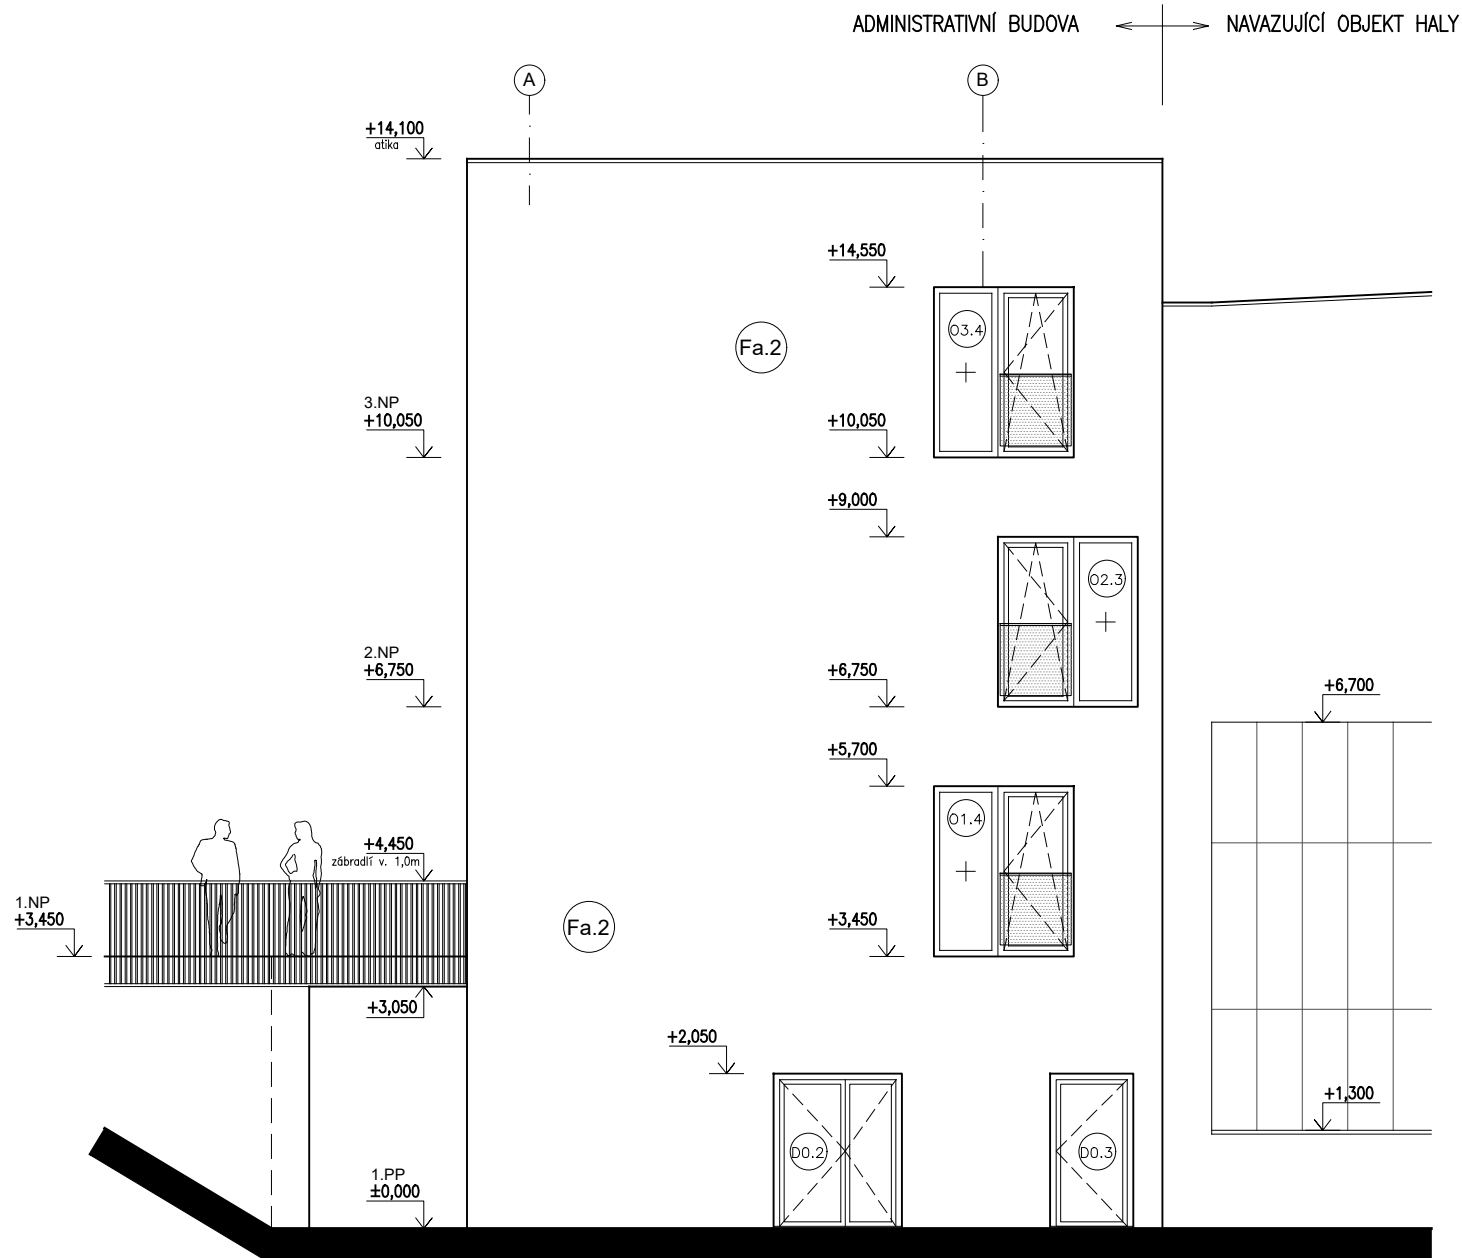 ADMINISTRATIVNÍ BUDOVA
NAVAZUJÍCÍ OBJEKT HALY
A
B
+14,100
atika
+14,550
O3.4
Fa.2
3.NP
+10,050
+10,050
+9,000
O2.3
2.NP
+6,750
+6,750
+6,700
+5,700
O1.4
+4,450
zábradlí v. 1,0m
1.NP
+3,450
Fa.2
+3,450
+3,050
+2,050
+1,300
D0.2
D0.3
1.PP
±0,000